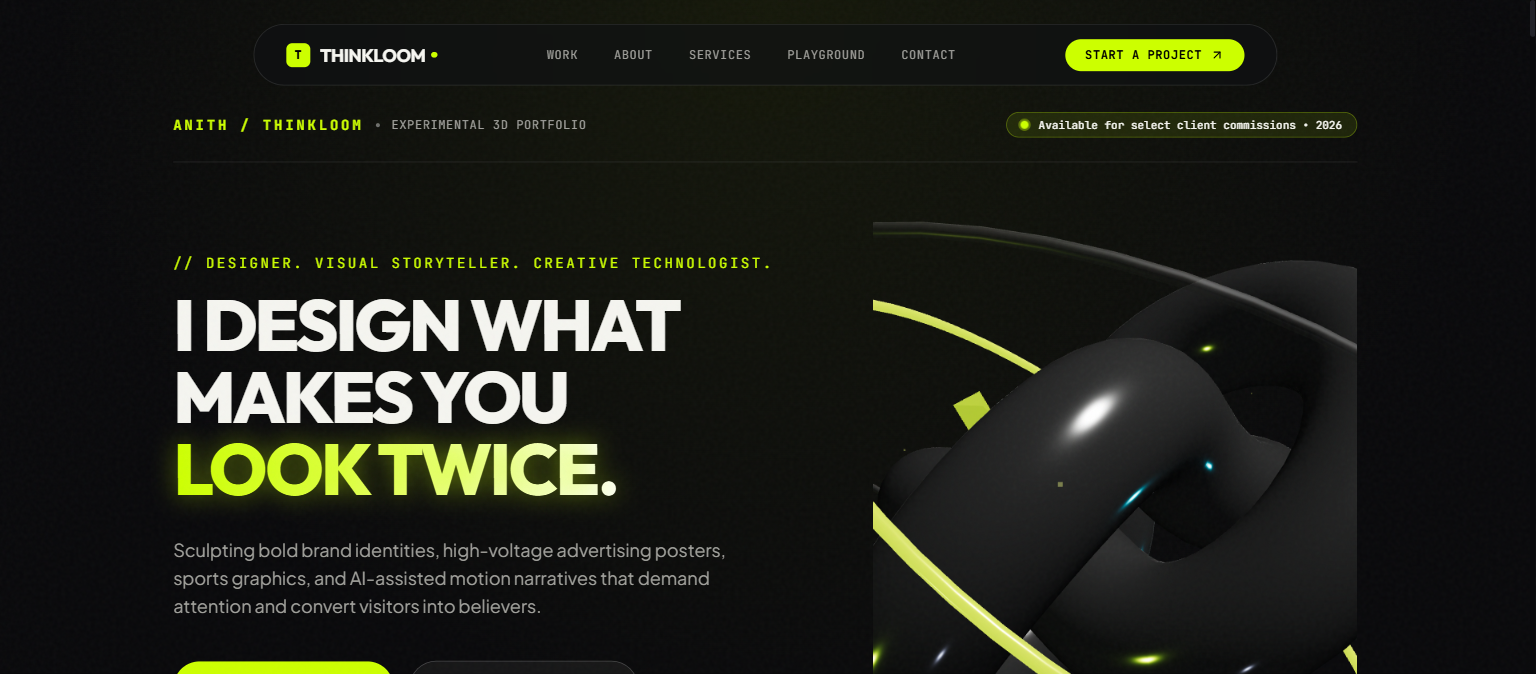 T THINKLOOM
WORK ABOUT SERVICES PLAYGROUND CONTACT
START A PROJECT
ANITH / THINKLOOM • EXPERIMENTAL 3D PORTFOLIO
Available for select client commissions • 2026
// DESIGNER. VISUAL STORYTELLER. CREATIVE TECHNOLOGIST.
I DESIGN WHAT
MAKES YOU
LOOK TWICE.
Sculpting bold brand identities, high-voltage advertising posters,
sports graphics, and AI-assisted motion narratives that demand
attention and convert visitors into believers.